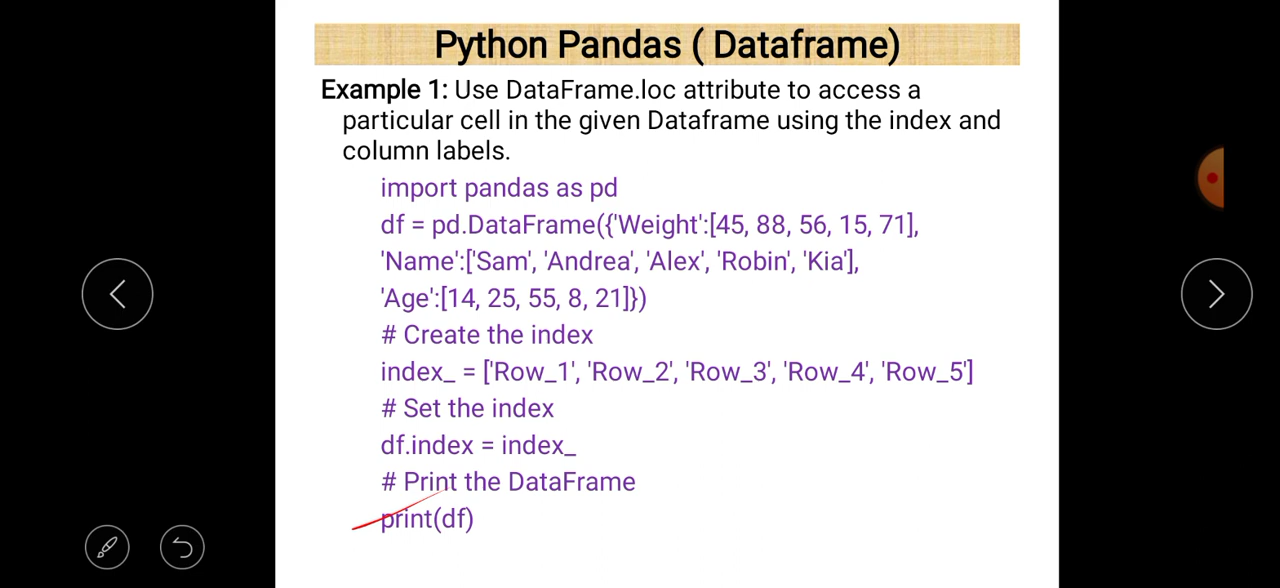 Python Pandas ( Dataframe)
Example 1: Use DataFrame.loc attribute to access a
particular cell in the given Dataframe using the index and
column labels.
import pandas as pd
df = pd.DataFrame({'Weight':[45, 88, 56, 15, 71],
'Name':['Sam', 'Andrea', 'Alex', 'Robin', 'Kia'],
'Age':[14, 25, 55, 8, 21]})
# Create the index
index_ = ['Row_1', 'Row_2', 'Row_3', 'Row_4', 'Row_5']
# Set the index
df.index = index_
# Print the DataFrame
print(df)